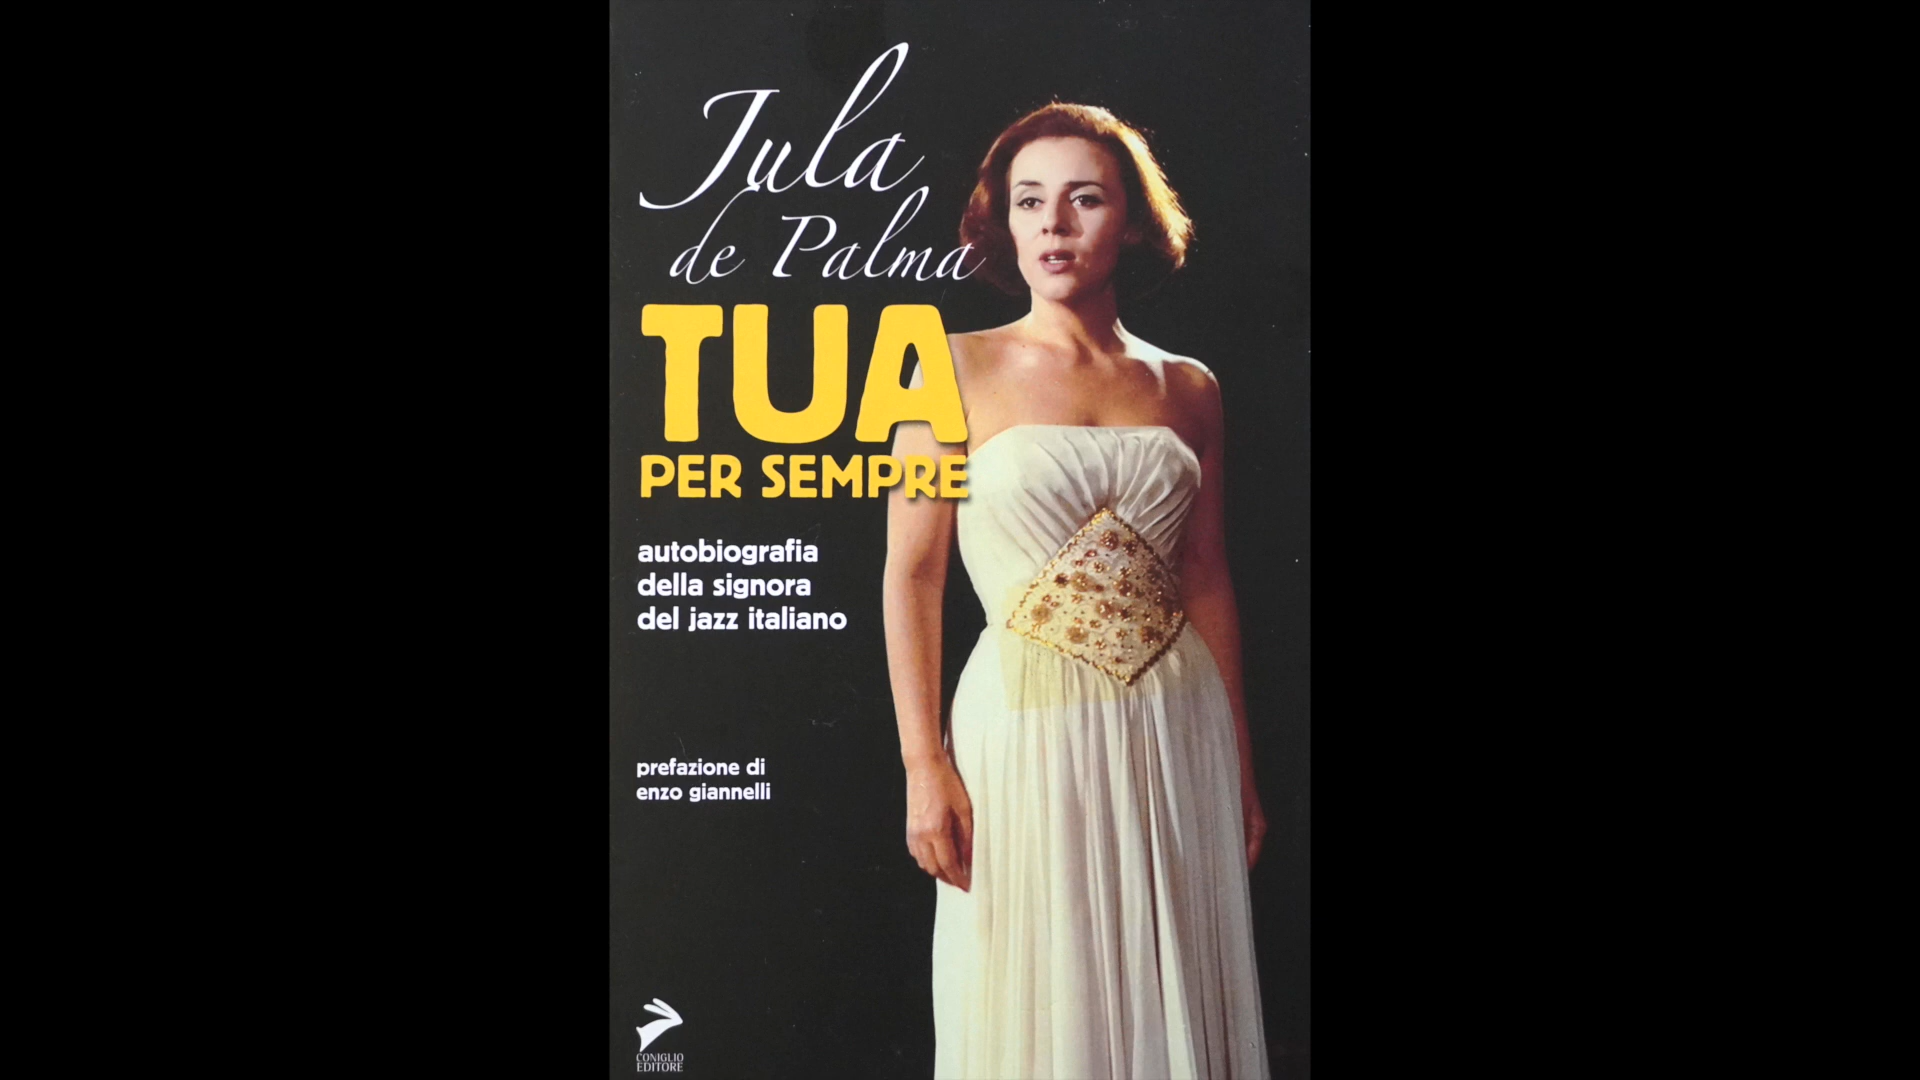 Jula
de Palma
TUA
PER SEMPRE
autobiografia
della signora
del jazz italiano
prefazione di
enzo giannelli
CONIGLIO
EDITORE